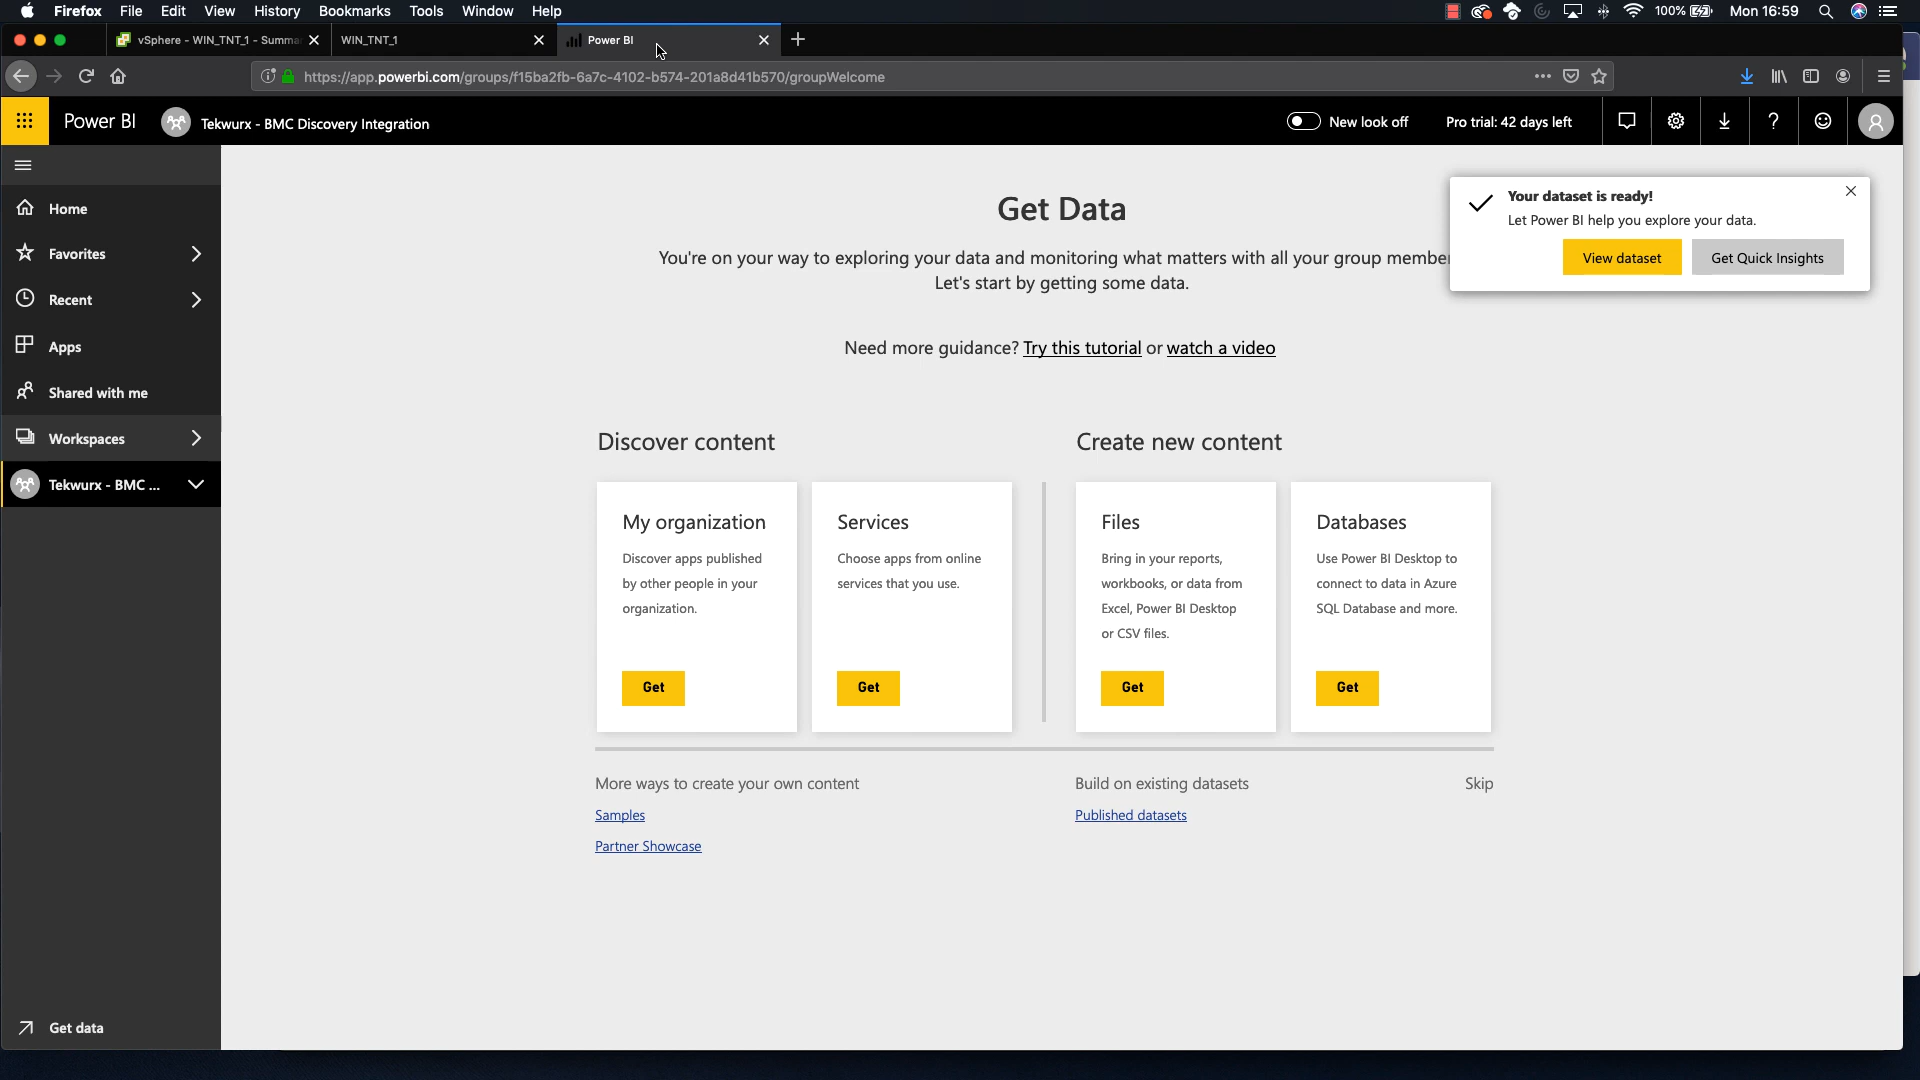 Firefox File Edit View History Bookmarks Tools Window Help
100% Mon 16:59
vSphere - WIN_TNT_1 - Summa
WIN_TNT_1
Power BI
https://app.powerbi.com/groups/f15ba2fb-6a7c-4102-b574-201a8d41b570/groupWelcome
Power BI
Tekwurx - BMC Discovery Integration
New look off
Pro trial: 42 days left
Home
Favorites
Recent
Apps
Shared with me
Workspaces
Tekwurx - BMC ...
Get data
Your dataset is ready!
Let Power BI help you explore your data.
View dataset
Get Quick Insights
Get Data
You're on your way to exploring your data and monitoring what matters with all your group member
Let's start by getting some data.
Need more guidance? Try this tutorial or watch a video
Discover content
My organization
Discover apps published
by other people in your
organization.
Get
Services
Choose apps from online
services that you use.
Get
Create new content
Files
Bring in your reports,
workbooks, or data from
Excel, Power BI Desktop
or CSV files.
Get
Databases
Use Power BI Desktop to
connect to data in Azure
SQL Database and more.
Get
More ways to create your own content
Samples
Partner Showcase
Build on existing datasets
Published datasets
Skip